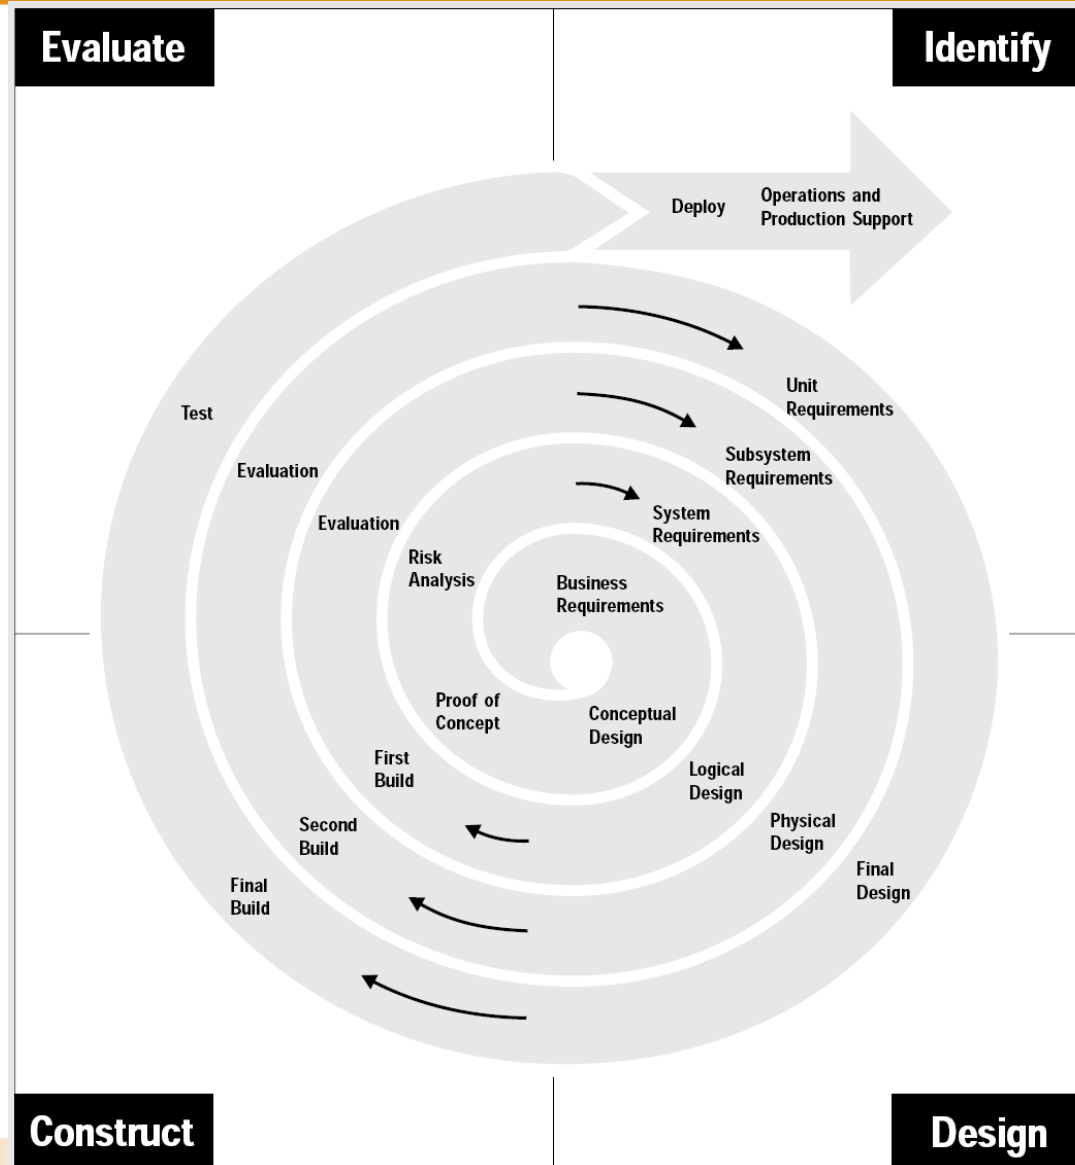 Evaluate
Identify
Deploy
Operations and
Production Support
Unit
Requirements
Test
Subsystem
Requirements
Evaluation
System
Requirements
Evaluation
Risk
Analysis
Business
Requirements
Proof of
Concept
Conceptual
Design
First
Build
Logical
Design
Second
Build
Physical
Design
Final
Build
Final
Design
Construct
Design